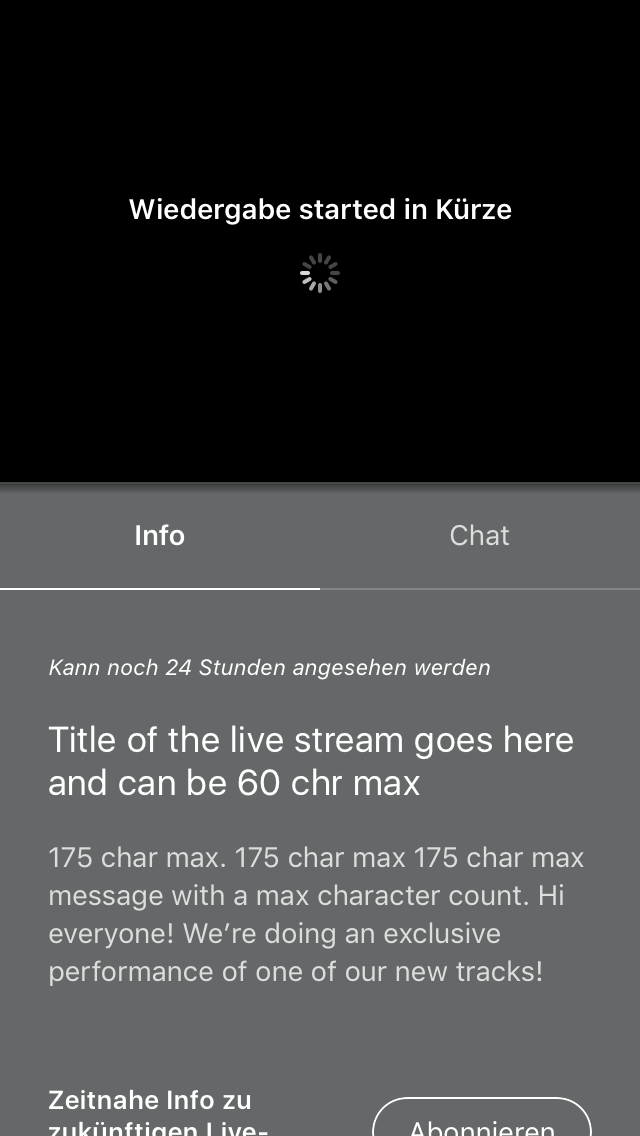 Wiedergabe started in Kürze
Info
Chat
Kann noch 24 Stunden angesehen werden
Title of the live stream goes here
and can be 60 chr max
175 char max. 175 char max 175 char max
message with a max character count. Hi
everyone! We’re doing an exclusive
performance of one of our new tracks!
Zeitnahe Info zu
zukünftigen Live-
Abonnieren